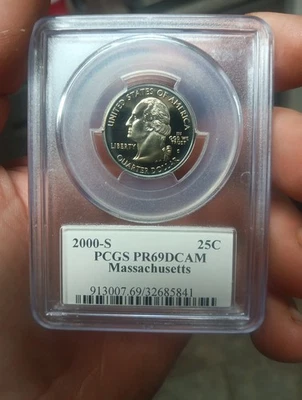 UNITED STATES OF AMERICA
LIBERTY
IN
GOD WE
TRUST
S
QUARTER DOLLAR
2000-S 25C
PCGS PR69DCAM
Massachusetts
913007.69/32685841